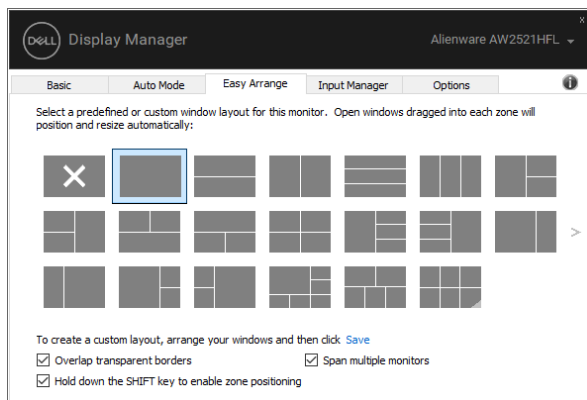 DELL Display Manager Alienware AW2521HFL
x
Basic Auto Mode Easy Arrange Input Manager Options i
Select a predefined or custom window layout for this monitor.  Open windows dragged into each zone will
position and resize automatically:
>
To create a custom layout, arrange your windows and then click Save
Overlap transparent borders Span multiple monitors
Hold down the SHIFT key to enable zone positioning